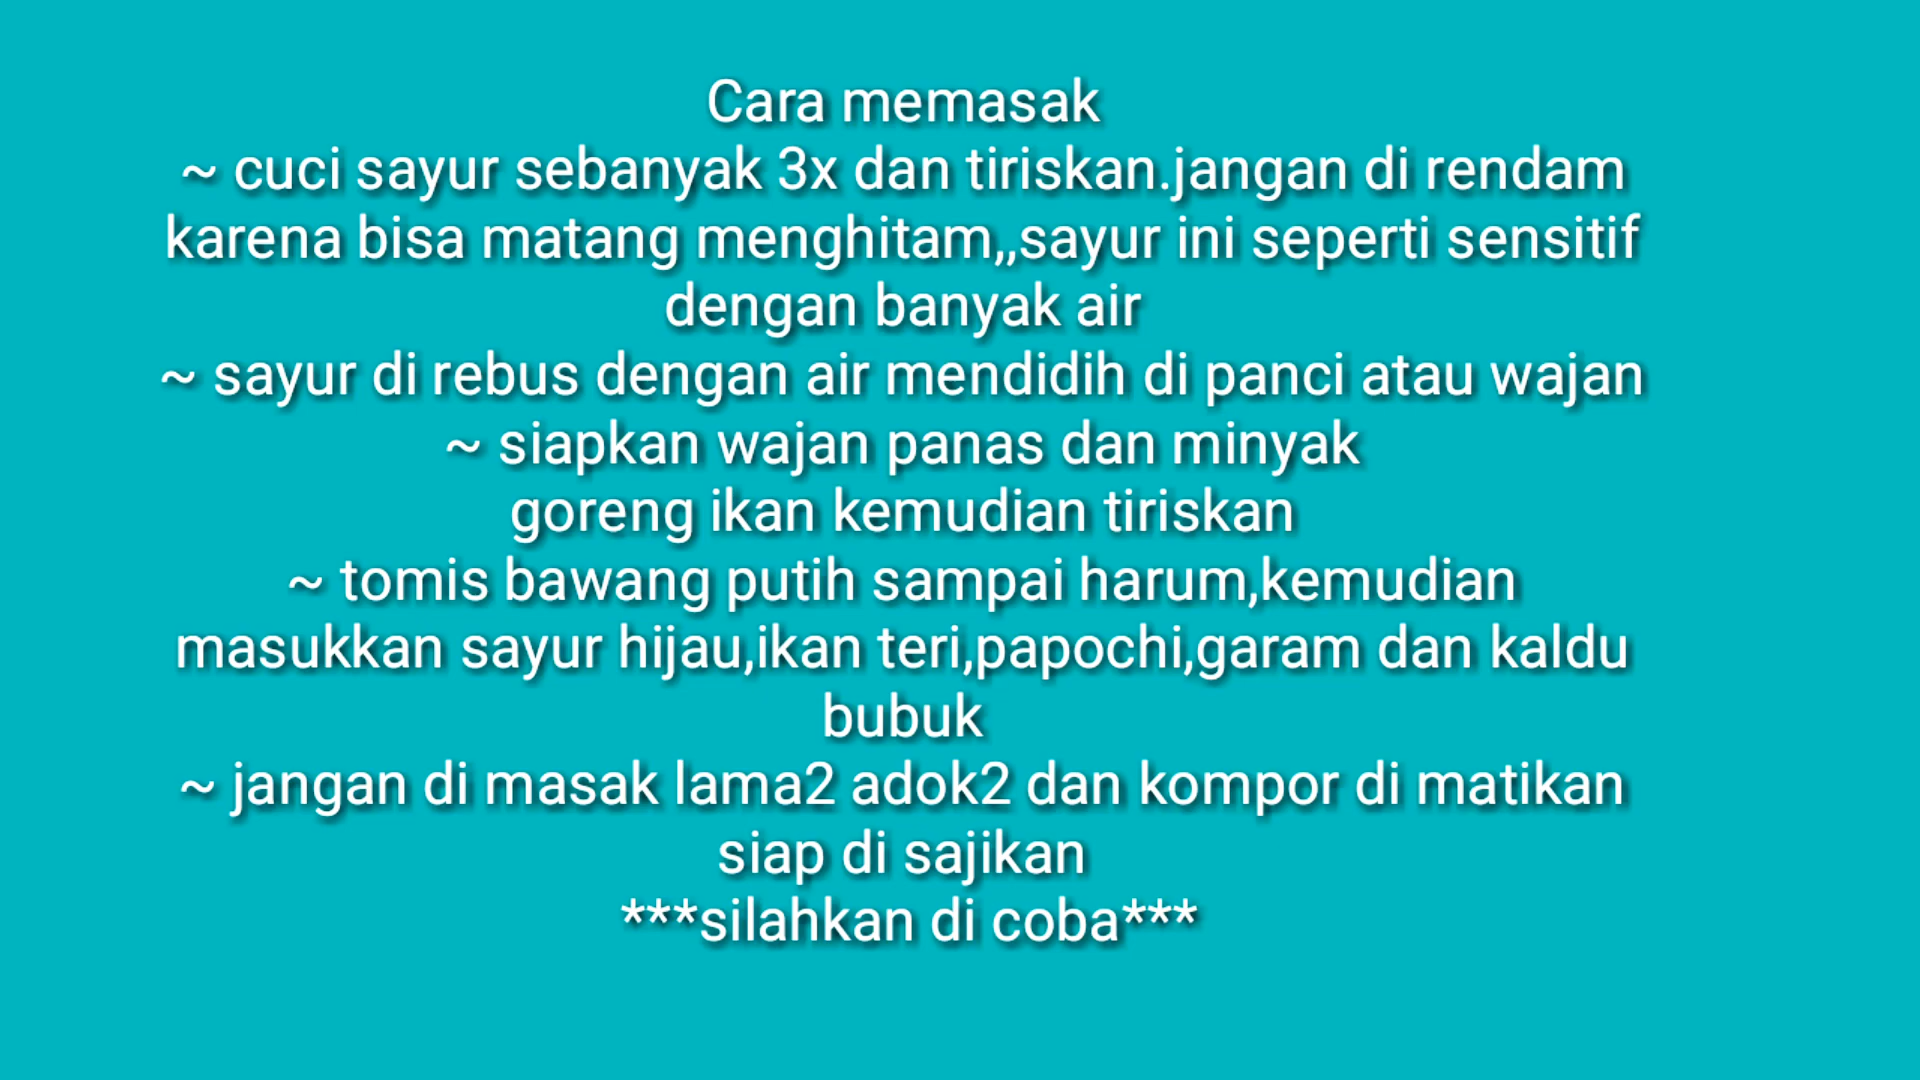 Cara memasak
~ cuci sayur sebanyak 3x dan tiriskan.jangan di rendam
karena bisa matang menghitam,,sayur ini seperti sensitif
dengan banyak air
~ sayur di rebus dengan air mendidih di panci atau wajan
~ siapkan wajan panas dan minyak
goreng ikan kemudian tiriskan
~ tomis bawang putih sampai harum,kemudian
masukkan sayur hijau,ikan teri,papochi,garam dan kaldu
bubuk
~ jangan di masak lama2 adok2 dan kompor di matikan
siap di sajikan
***silahkan di coba***